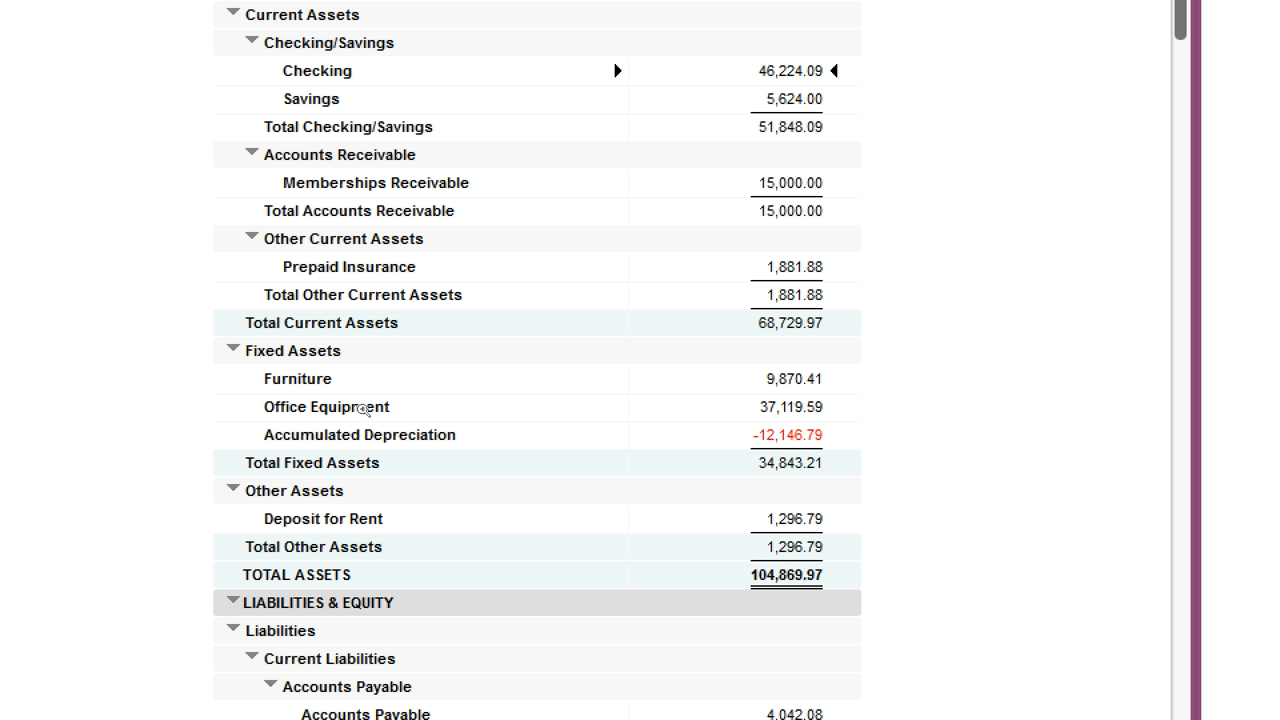 Current Assets
Checking/Savings
Checking 46,224.09
Savings 5,624.00
Total Checking/Savings 51,848.09
Accounts Receivable
Memberships Receivable 15,000.00
Total Accounts Receivable 15,000.00
Other Current Assets
Prepaid Insurance 1,881.88
Total Other Current Assets 1,881.88
Total Current Assets 68,729.97
Fixed Assets
Furniture 9,870.41
Office Equipment 37,119.59
Accumulated Depreciation -12,146.79
Total Fixed Assets 34,843.21
Other Assets
Deposit for Rent 1,296.79
Total Other Assets 1,296.79
TOTAL ASSETS 104,869.97
LIABILITIES & EQUITY
Liabilities
Current Liabilities
Accounts Payable
Accounts Payable 4,042.08